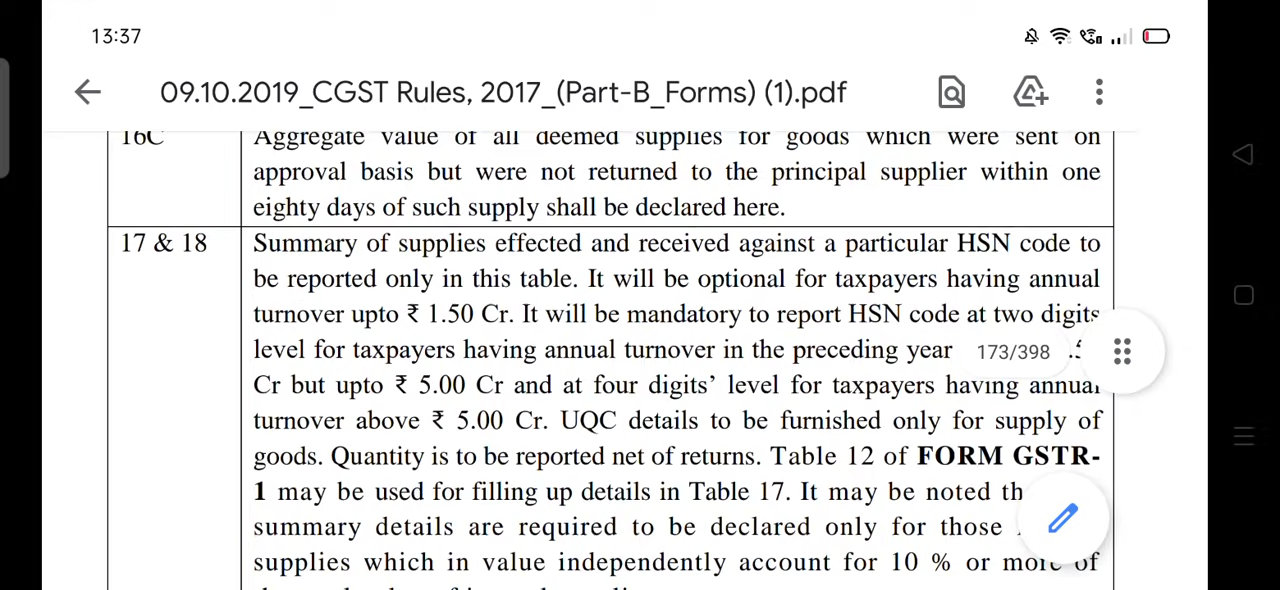 13:37
09.10.2019_CGST Rules, 2017_(Part-B_Forms) (1).pdf
16C Aggregate value of all deemed supplies for goods which were sent on
approval basis but were not returned to the principal supplier within one
eighty days of such supply shall be declared here.
17 & 18 Summary of supplies effected and received against a particular HSN code to
be reported only in this table. It will be optional for taxpayers having annual
turnover upto ₹ 1.50 Cr. It will be mandatory to report HSN code at two digits
level for taxpayers having annual turnover in the preceding year 173/398
Cr but upto ₹ 5.00 Cr and at four digits’ level for taxpayers having annual
turnover above ₹ 5.00 Cr. UQC details to be furnished only for supply of
goods. Quantity is to be reported net of returns. Table 12 of FORM GSTR-
1 may be used for filling up details in Table 17. It may be noted
summary details are required to be declared only for those
supplies which in value independently account for 10 % or more of